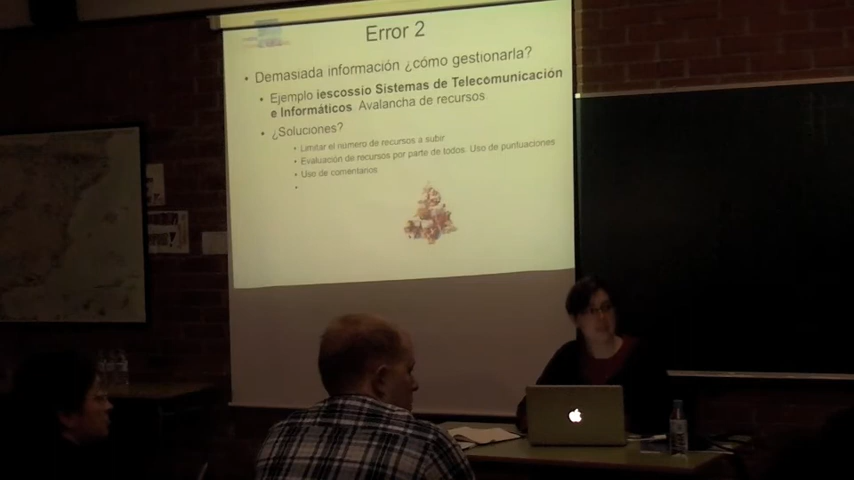 Error 2
• Demasiada información ¿cómo gestionarla?
• Ejemplo iescossio Sistemas de Telecomunicación
e Informáticos. Avalancha de recursos
• ¿Soluciones?
• Limitar el número de recursos a subir
• Evaluación de recursos por parte de todos. Uso de puntuaciones
• Uso de comentarios
•